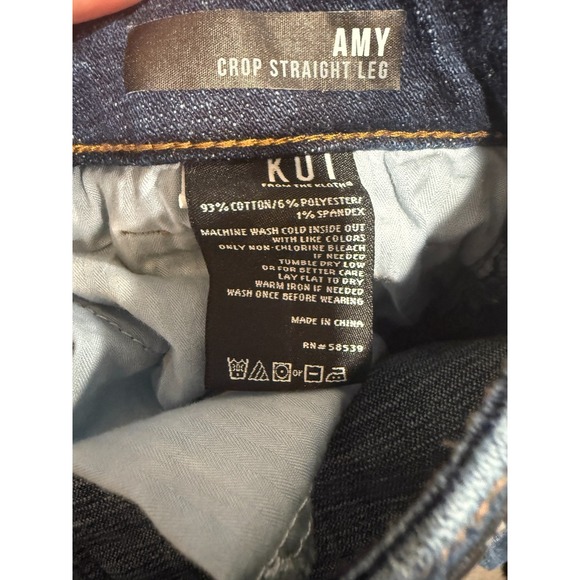 AMY
CROP STRAIGHT LEG
KUT
FROM THE KLOTH®
93% COTTON/6% POLYESTER/
1% SPANDEX
MACHINE WASH COLD INSIDE OUT
WITH LIKE COLORS
ONLY NON-CHLORINE BLEACH
IF NEEDED
TUMBLE DRY LOW
OR FOR BETTER CARE
LAY FLAT TO DRY
WARM IRON IF NEEDED
WASH ONCE BEFORE WEARING
MADE IN CHINA
RN# 58539
30C OR